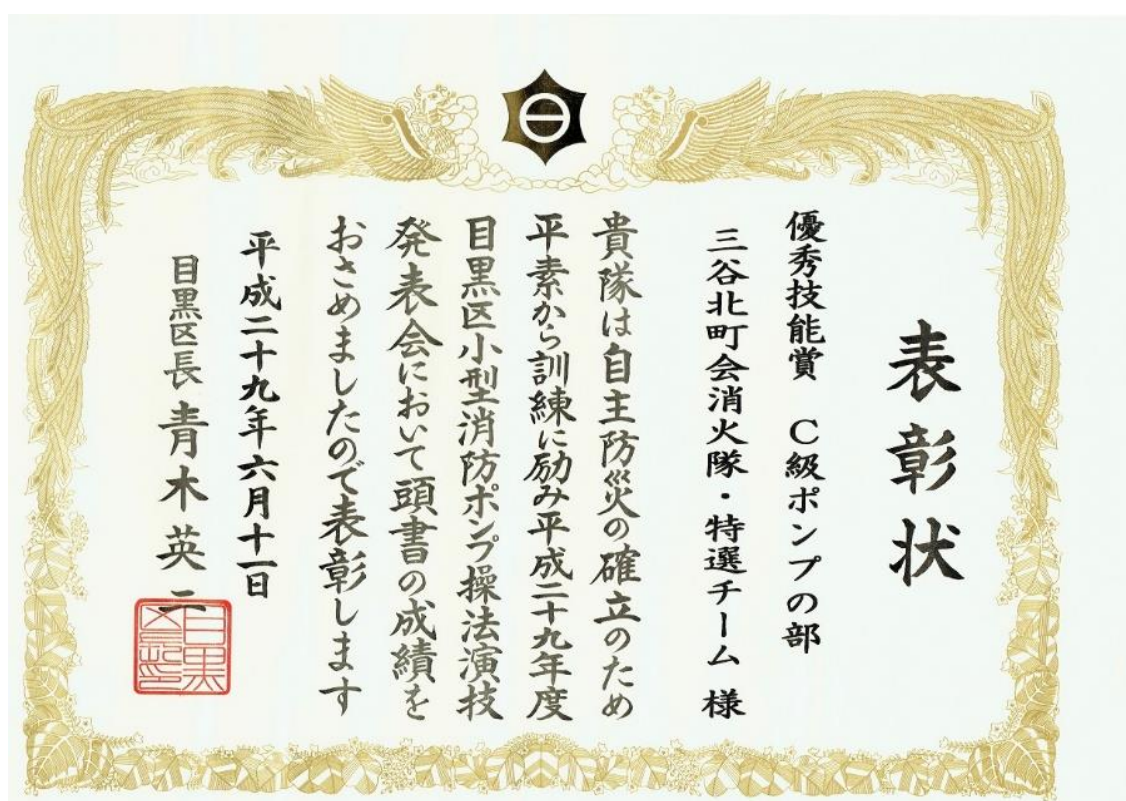 表彰状
優秀技能賞 C級ポンプの部
三谷北町会消火隊・特選チーム 様
貴隊は自主防災の確立のため
平素から訓練に励み平成二十九年度
目黒区小型消防ポンプ操法演技
発表会において頭書の成績を
おさめましたので表彰します
平成二十九年六月十一日
目黒区長 青木英二
目黒
区長印